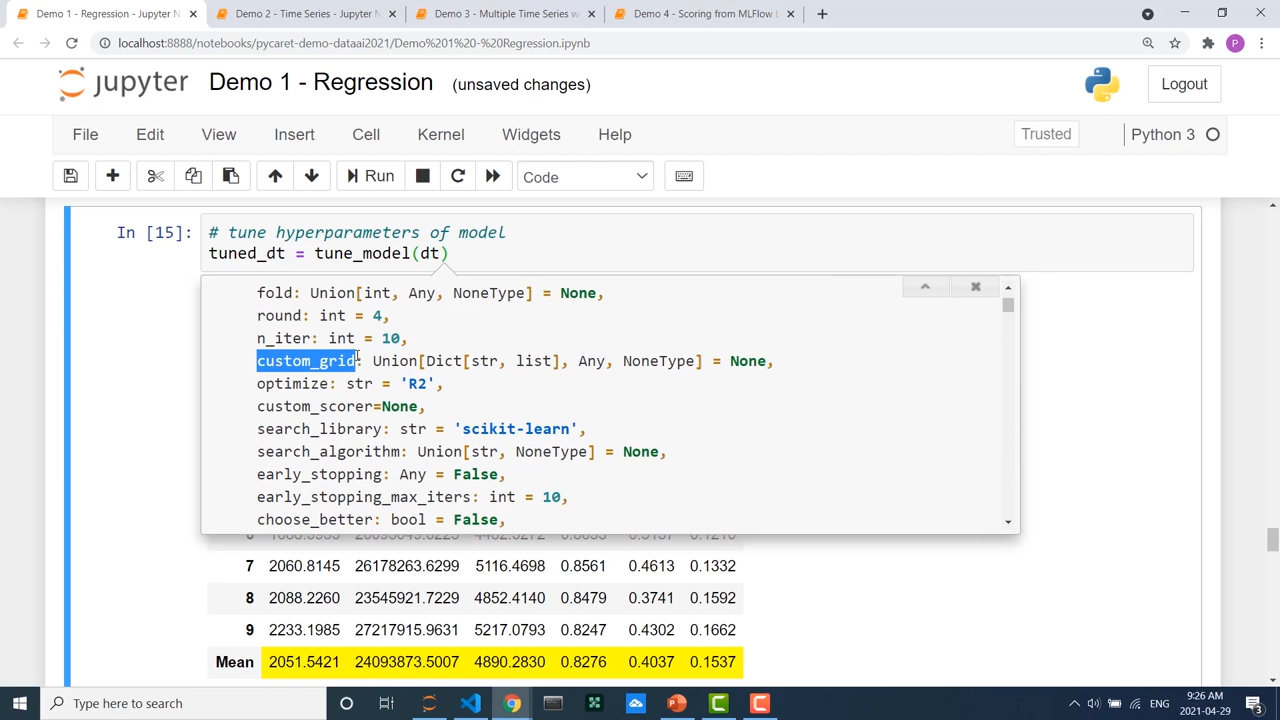 Demo 1 - Regression - Jupyter N
Demo 2 - Time Series - Jupyter N
Demo 3 - Multiple Time Series w
Demo 4 - Scoring from MLFlow L
localhost:8888/notebooks/pycaret-demo-dataai2021/Demo%201%20-%20Regression.ipynb
P
jupyter Demo 1 - Regression (unsaved changes)
Logout
File Edit View Insert Cell Kernel Widgets Help
Trusted
Python 3
Run
Code
In [15]:
# tune hyperparameters of model
tuned_dt = tune_model(dt)
fold: Union[int, Any, NoneType] = None,
round: int = 4,
n_iter: int = 10,
custom_grid: Union[Dict[str, list], Any, NoneType] = None,
optimize: str = 'R2',
custom_scorer=None,
search_library: str = 'scikit-learn',
search_algorithm: Union[str, NoneType] = None,
early_stopping: Any = False,
early_stopping_max_iters: int = 10,
choose_better: bool = False,
7 2060.8145 26178263.6299 5116.4698 0.8561 0.4613 0.1332
8 2088.2260 23545921.7229 4852.4140 0.8479 0.3741 0.1592
9 2233.1985 27217915.9631 5217.0793 0.8247 0.4302 0.1662
Mean 2051.5421 24093873.5007 4890.2830 0.8276 0.4037 0.1537
Type here to search
ENG
9:26 AM
2021-04-29
3